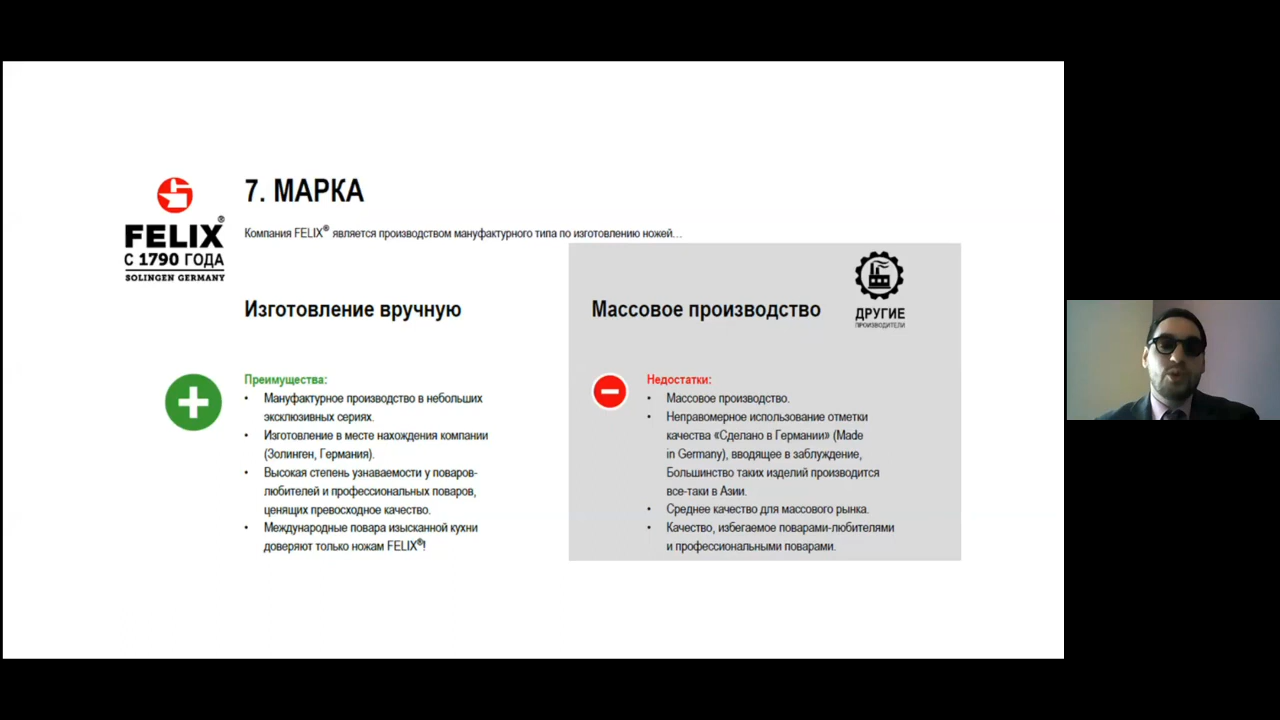 7. МАРКА
FELIX®
С 1790 ГОДА
SOLINGEN GERMANY
Компания FELIX® является производством мануфактурного типа по изготовлению ножей...
Изготовление вручную
Преимущества:
• Мануфактурное производство в небольших
эксклюзивных сериях.
• Изготовление в месте нахождения компании
(Золинген, Германия).
• Высокая степень узнаваемости у поваров-
любителей и профессиональных поваров,
ценящих превосходное качество.
• Международные повара изысканной кухни
доверяют только ножам FELIX®!
Массовое производство
ДРУГИЕ
ПРОИЗВОДИТЕЛИ
Недостатки:
• Массовое производство.
• Неправомерное использование отметки
качества «Сделано в Германии» (Made
in Germany), вводящее в заблуждение,
Большинство таких изделий производится
все-таки в Азии.
• Среднее качество для массового рынка.
• Качество, избегаемое поварами-любителями
и профессиональными поварами.